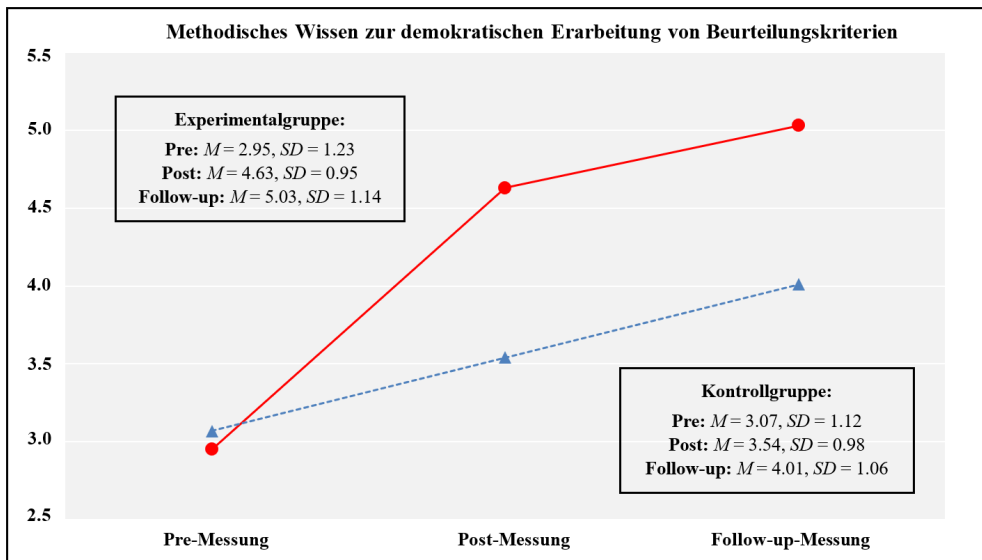 Methodisches Wissen zur demokratischen Erarbeitung von Beurteilungskriterien
5.5
5.0
4.5
4.0
3.5
3.0
2.5
Experimentalgruppe:
Pre: M = 2.95, SD = 1.23
Post: M = 4.63, SD = 0.95
Follow-up: M = 5.03, SD = 1.14
Kontrollgruppe:
Pre: M = 3.07, SD = 1.12
Post: M = 3.54, SD = 0.98
Follow-up: M = 4.01, SD = 1.06
Pre-Messung
Post-Messung
Follow-up-Messung